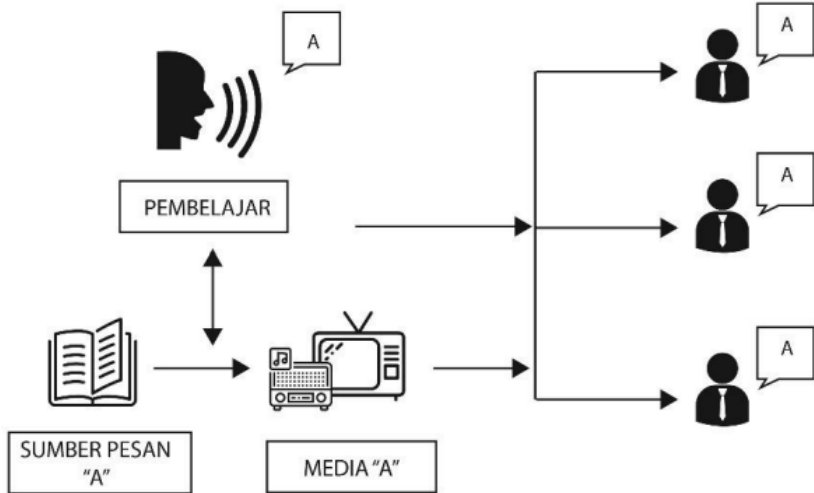 A
A
PEMBELAJAR
A
A
SUMBER PESAN
"A"
MEDIA "A"